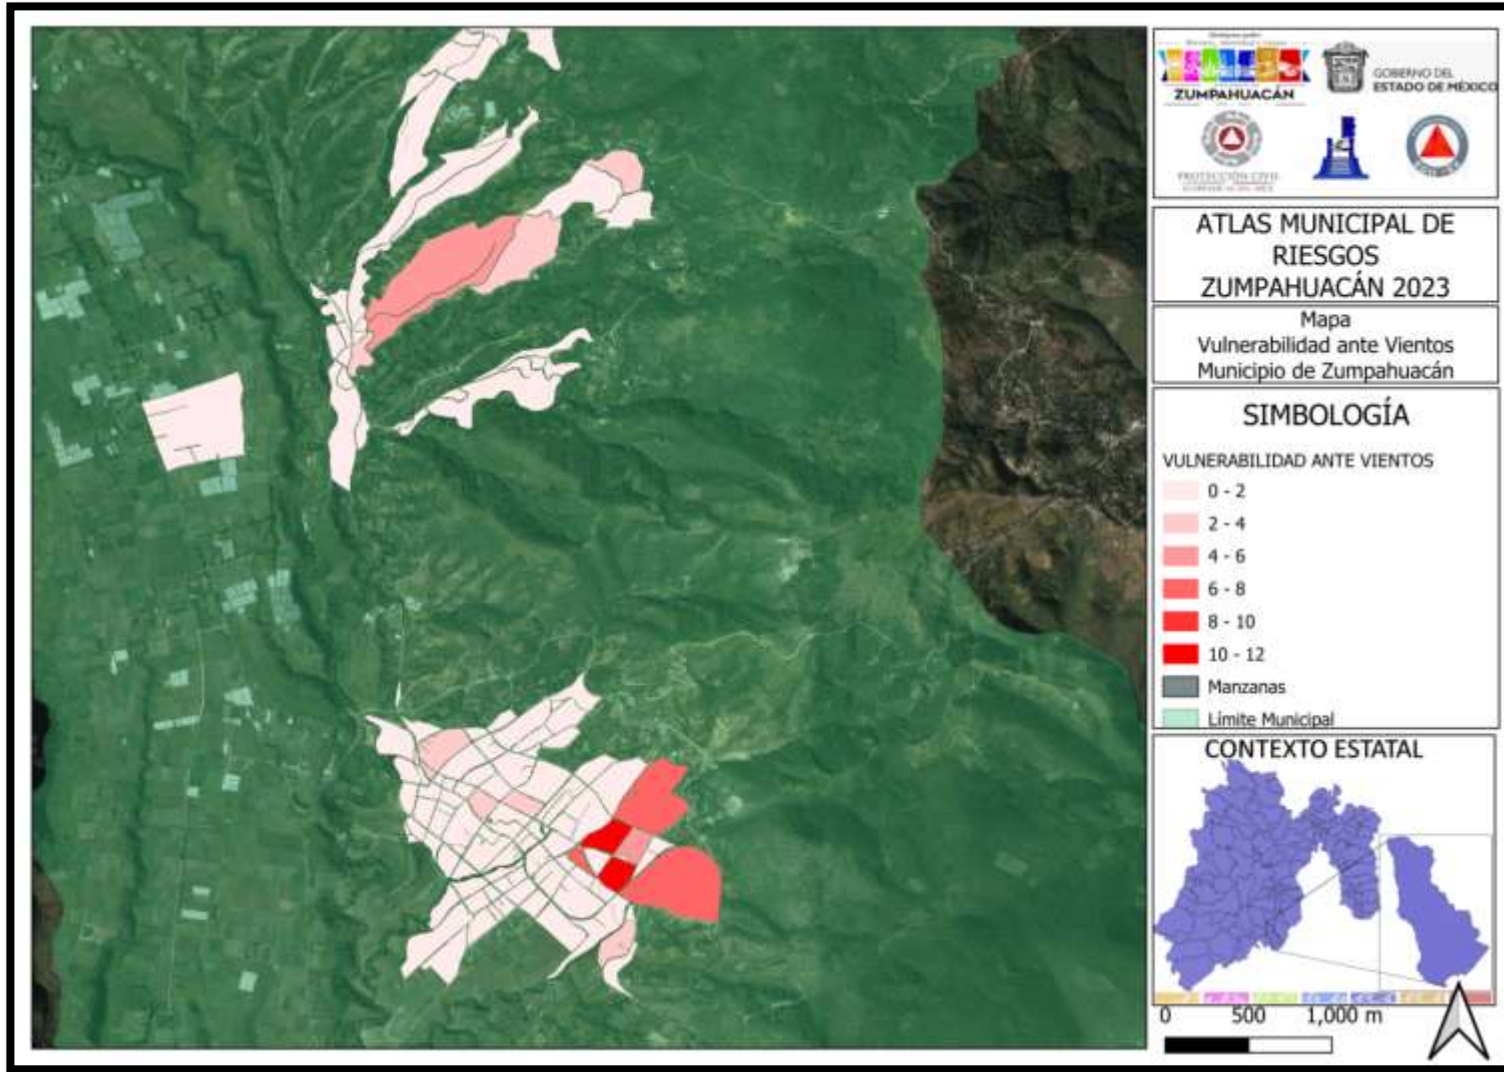 ZUMPAHUACÁN
GOBIERNO DEL
ESTADO DE MÉXICO
PROTECCIÓN CIVIL
ATLAS MUNICIPAL DE
RIESGOS
ZUMPAHUACÁN 2023
Mapa
Vulnerabilidad ante Vientos
Municipio de Zumpahuacán
SIMBOLOGÍA
VULNERABILIDAD ANTE VIENTOS
0 - 2
2 - 4
4 - 6
6 - 8
8 - 10
10 - 12
Manzanas
Límite Municipal
CONTEXTO ESTATAL
0 500 1,000 m